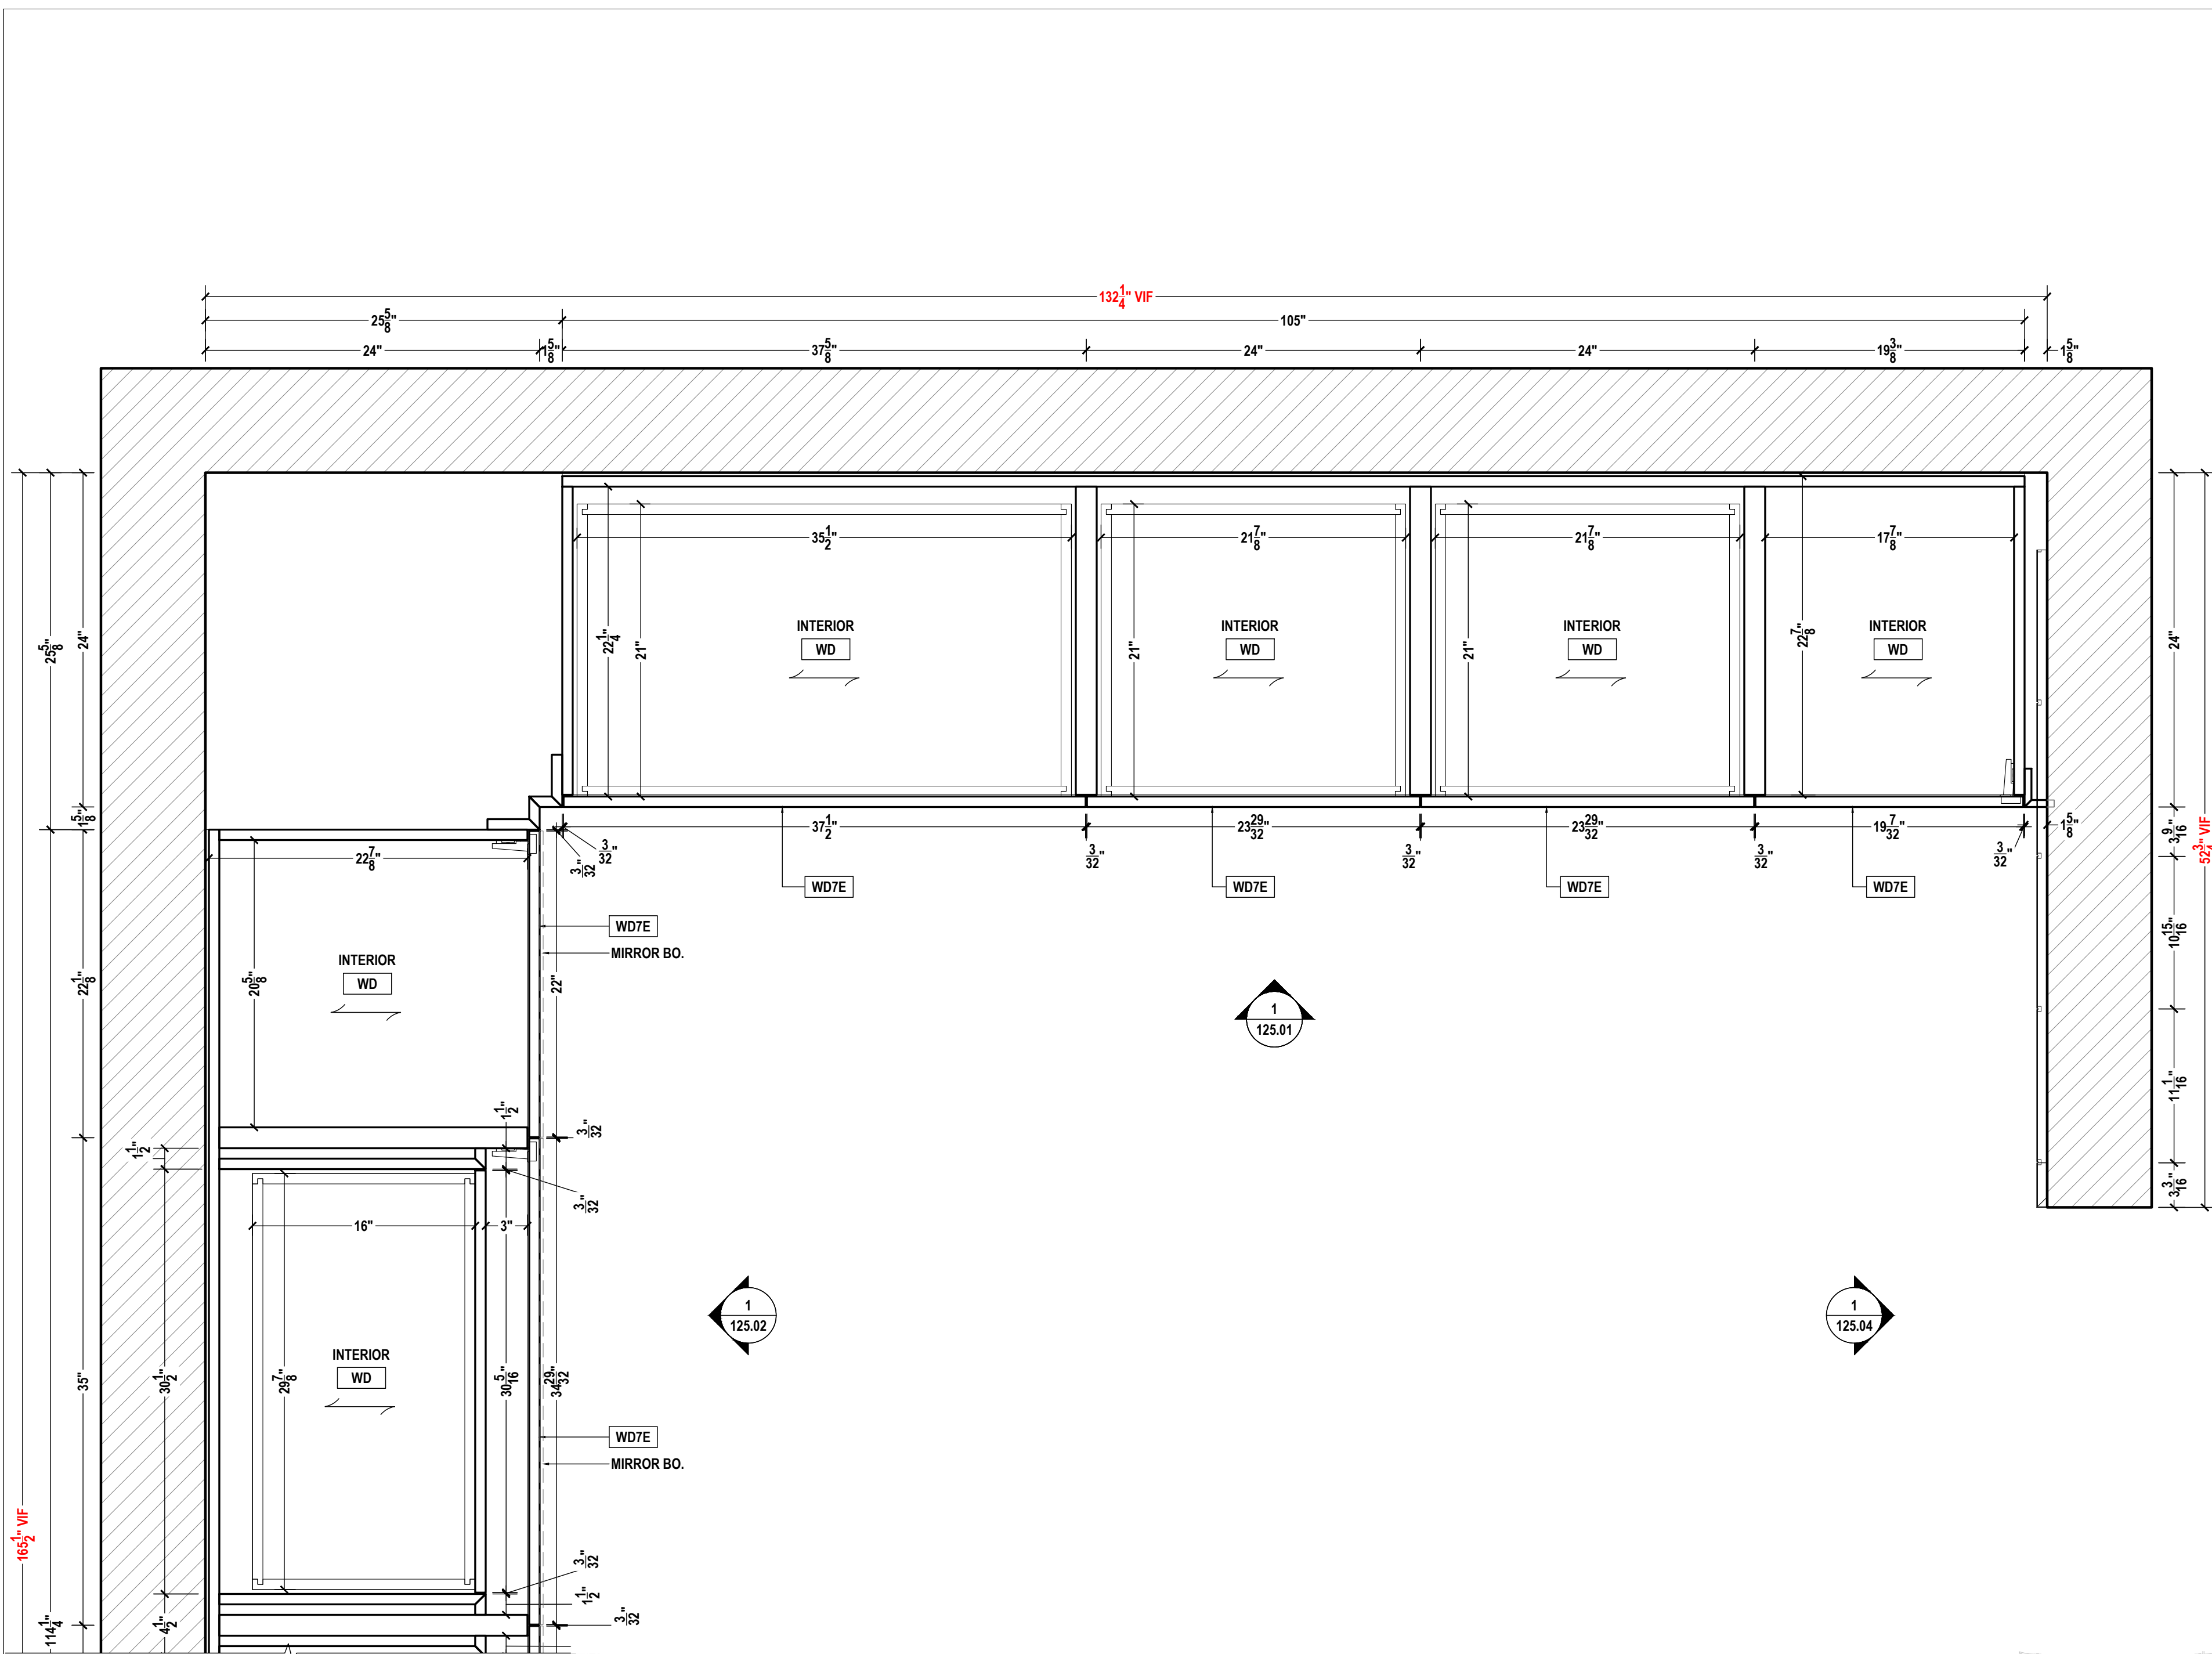 132 1/4" VIF
25 5/8"
105"
24"
1 5/8"
37 5/8"
24"
24"
19 3/8"
1 5/8"
35 1/2"
21 7/8"
21 7/8"
17 7/8"
22 1/4"
21"
21"
21"
22 7/8"
INTERIOR
WD
INTERIOR
WD
INTERIOR
WD
INTERIOR
WD
25 5/8"
24"
1 5/8"
24"
37 1/2"
23 29/32"
23 29/32"
19 7/32"
1 5/8"
3/32"
3/32"
3/32"
3/32"
3/32"
3/32"
WD7E
WD7E
WD7E
WD7E
3 9/16"
52 3/4" VIF
10 15/16"
11 1/16"
3 3/16"
22 7/8"
WD7E
MIRROR BO.
INTERIOR
WD
20 5/8"
22 1/8"
22"
1
125.01
1 1/2"
1 1/2"
3/32"
3/32"
16"
3"
1
125.02
1
125.04
INTERIOR
WD
35"
30 1/2"
29 7/8"
30 5/16"
34 29/32"
WD7E
MIRROR BO.
165 1/2" VIF
3/32"
1 1/2"
3/32"
114 1/4"
4 1/2"